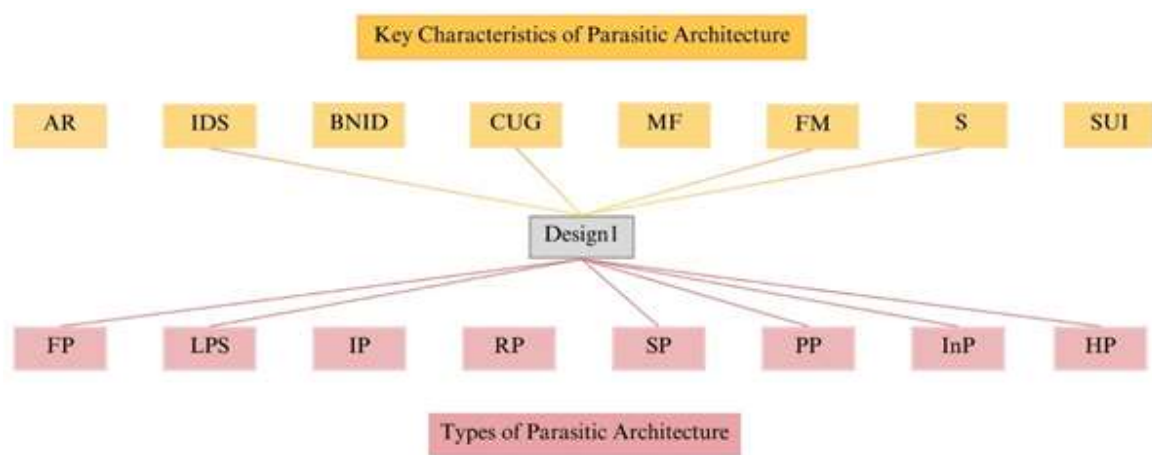 Key Characteristics of Parasitic Architecture
AR IDS BNID CUG MF FM S SUI
Design1
FP LPS IP RP SP PP InP HP
Types of Parasitic Architecture